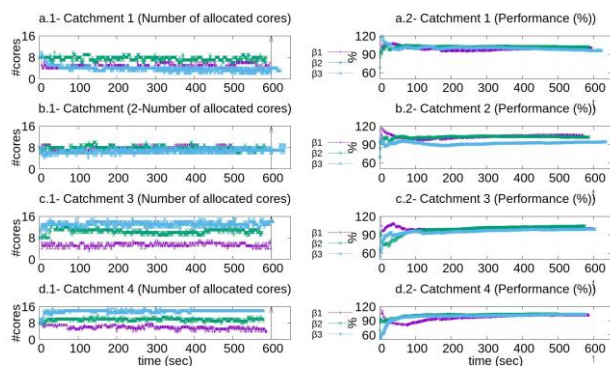 a.1- Catchment 1 (Number of allocated cores)
a.2- Catchment 1 (Performance (%))
#cores
16
8
0
0 100 200 300 400 500 600
%
120
90
60
0 100 200 300 400 500 600
b.1- Catchment (2-Number of allocated cores)
b.2- Catchment 2 (Performance (%))
#cores
16
8
0
0 100 200 300 400 500 600
β1
β2
β3
%
120
90
60
0 100 200 300 400 500 600
c.1- Catchment 3 (Number of allocated cores)
c.2- Catchment 3 (Performance (%))
#cores
16
8
0
0 100 200 300 400 500 600
β1
β2
β3
%
120
90
60
0 100 200 300 400 500 600
d.1- Catchment 4 (Number of allocated cores)
d.2- Catchment 4 (Performance (%))
#cores
16
8
0
0 100 200 300 400 500 600
time (sec)
β1
β2
β3
%
120
90
60
0 100 200 300 400 500 600
time (sec)